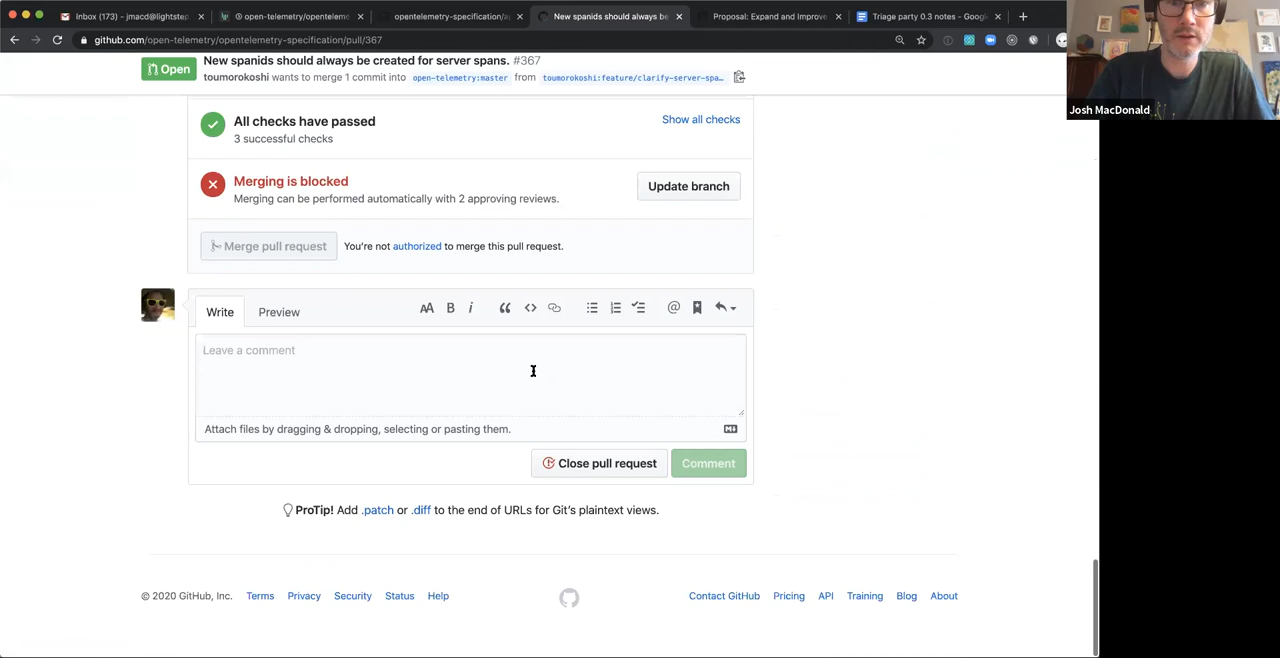 Inbox (173) - jmacd@lightstep
open-telemetry/opentelemc
opentelemetry-specification/a
New spanids should always be
Proposal: Expand and Improve
Triage party 0.3 notes - Googl
github.com/open-telemetry/opentelemetry-specification/pull/367
Open
New spanids should always be created for server spans. #367
toumorokoshi wants to merge 1 commit into open-telemetry:master from toumorokoshi:feature/clarify-server-spa…
Josh MacDonald
All checks have passed
Show all checks
3 successful checks
Merging is blocked
Update branch
Merging can be performed automatically with 2 approving reviews.
Merge pull request
You're not authorized to merge this pull request.
Write
Preview
AA B i
Leave a comment
Attach files by dragging & dropping, selecting or pasting them.
Close pull request
Comment
ProTip! Add .patch or .diff to the end of URLs for Git's plaintext views.
© 2020 GitHub, Inc. Terms Privacy Security Status Help
Contact GitHub Pricing API Training Blog About